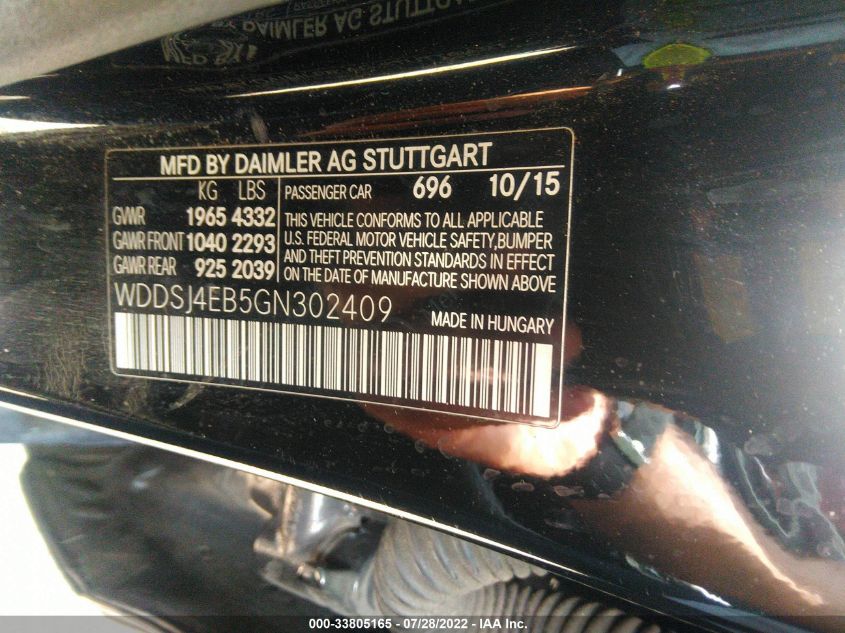 MFD BY DAIMLER AG STUTTGART
KG LBS
GVWR 1965 4332
GAWR FRONT 1040 2293
GAWR REAR 925 2039
PASSENGER CAR 696 10/15
THIS VEHICLE CONFORMS TO ALL APPLICABLE
U.S. FEDERAL MOTOR VEHICLE SAFETY, BUMPER
AND THEFT PREVENTION STANDARDS IN EFFECT
ON THE DATE OF MANUFACTURE SHOWN ABOVE
WDDSJ4EB5GN302409
MADE IN HUNGARY
000-33805165 / 07/28/2022 - IAA Inc.